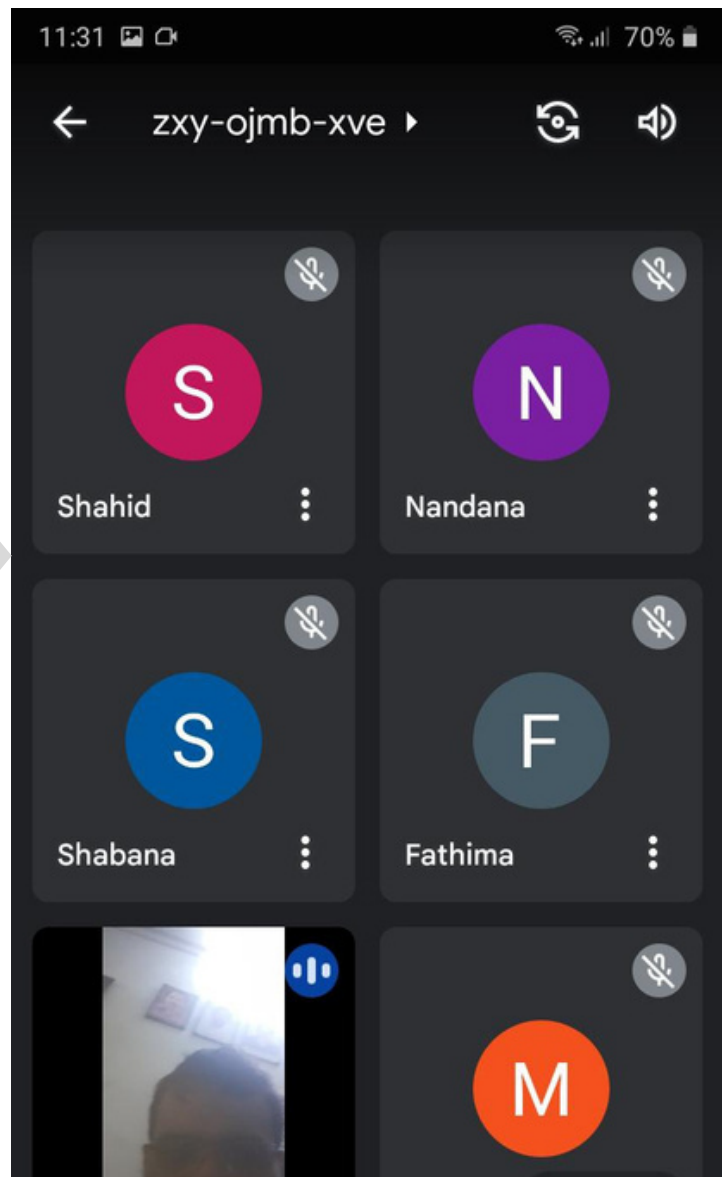 11:31 70%
zxy-ojmb-xve
S N
Shahid Nandana
S F
Shabana Fathima
M